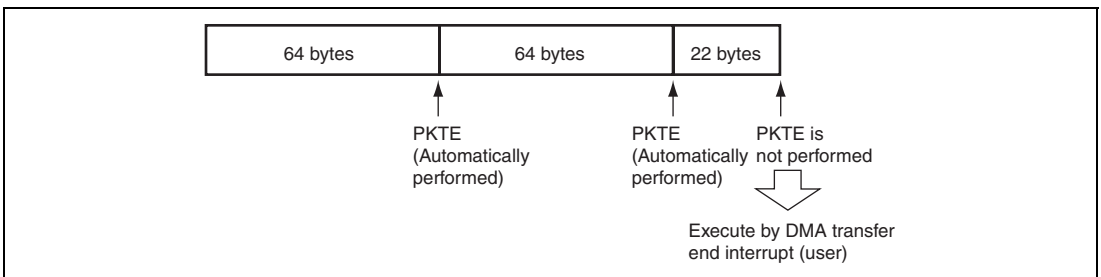 64 bytes
64 bytes
22 bytes
PKTE
(Automatically
performed)
PKTE
(Automatically
performed)
PKTE is
not performed
Execute by DMA transfer
end interrupt (user)